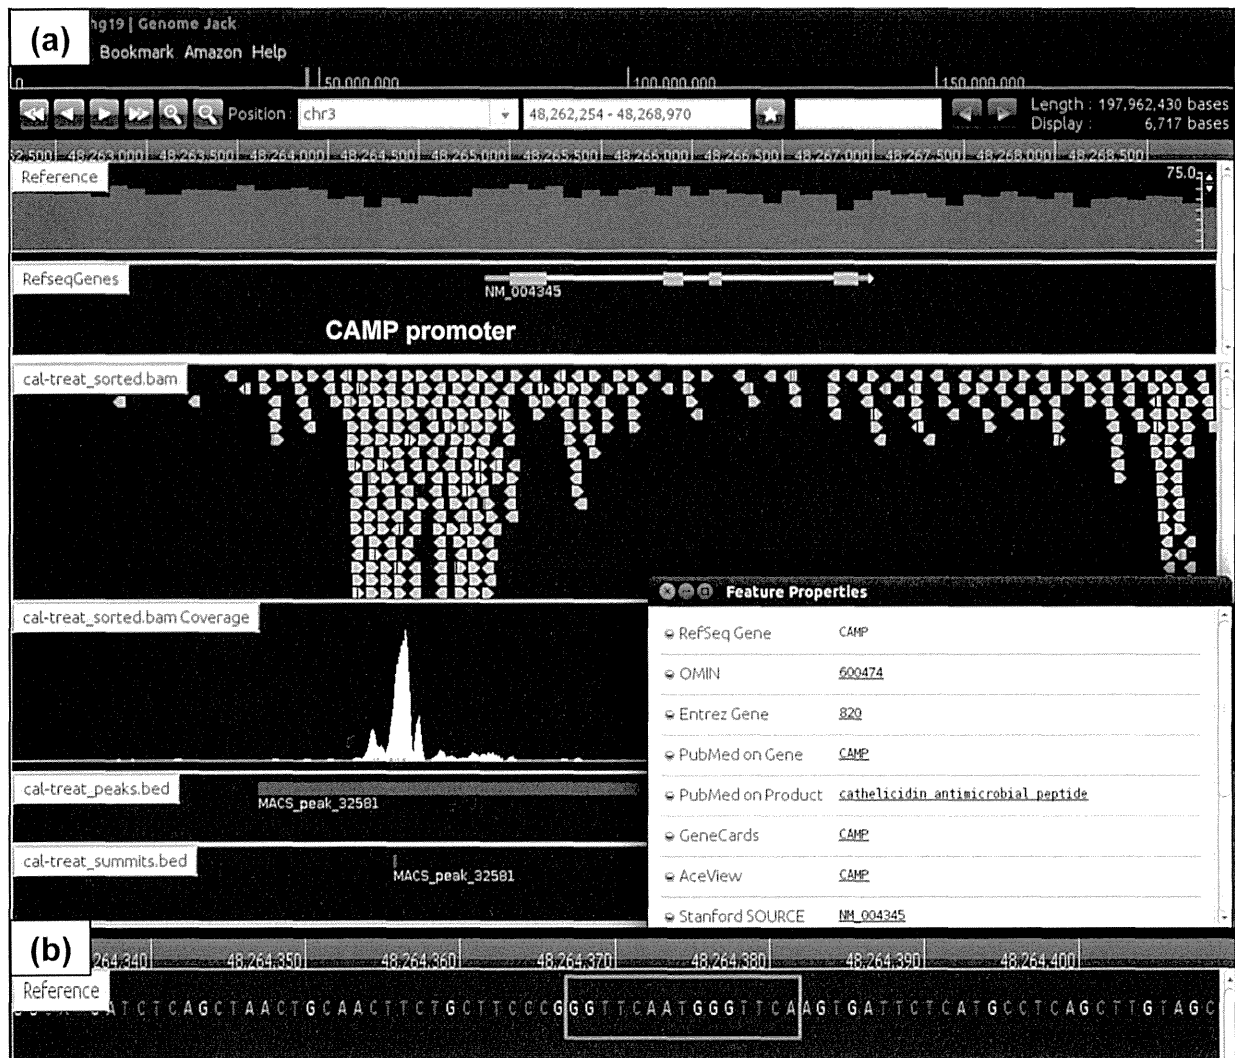 (a)
hg19 | Genome Jack
Bookmark Amazon Help
0 50,000,000 100,000,000 150,000,000
Position : chr3 48,262,254 - 48,268,970 Length : 197,962,430 bases
Display : 6,717 bases
62,500 48,263,000 48,263,500 48,264,000 48,264,500 48,265,000 48,265,500 48,266,000 48,266,500 48,267,000 48,267,500 48,268,000 48,268,500
Reference
75.0
RefseqGenes
NM_004345
CAMP promoter
cal-treat_sorted.bam
Feature Properties
cal-treat_sorted.bam Coverage
RefSeq Gene CAMP
OMIN 600474
Entrez Gene 820
PubMed on Gene CAMP
cal-treat_peaks.bed
PubMed on Product cathelicidin antimicrobial peptide
MACS_peak_32581
GeneCards CAMP
cal-treat_summits.bed
MACS_peak_32581
AceView CAMP
Stanford SOURCE NM_004345
(b)
48,264,340 48,264,350 48,264,360 48,264,370 48,264,380 48,264,390 48,264,400
Reference
ATCTCAGCTAACTGCAACTTCTGCTTCCCGGGTTCAATGGGTTCAAGTGATTCTCATGCCTCAGCTTGTAGC